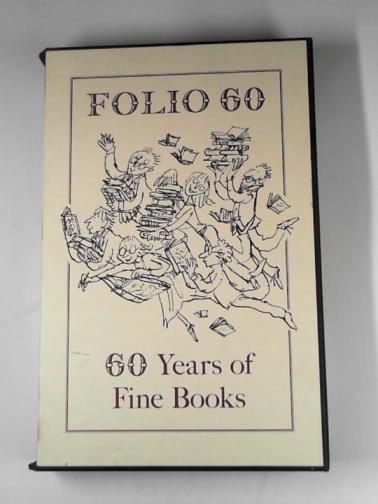 FOLIO 60
60 Years of
Fine Books